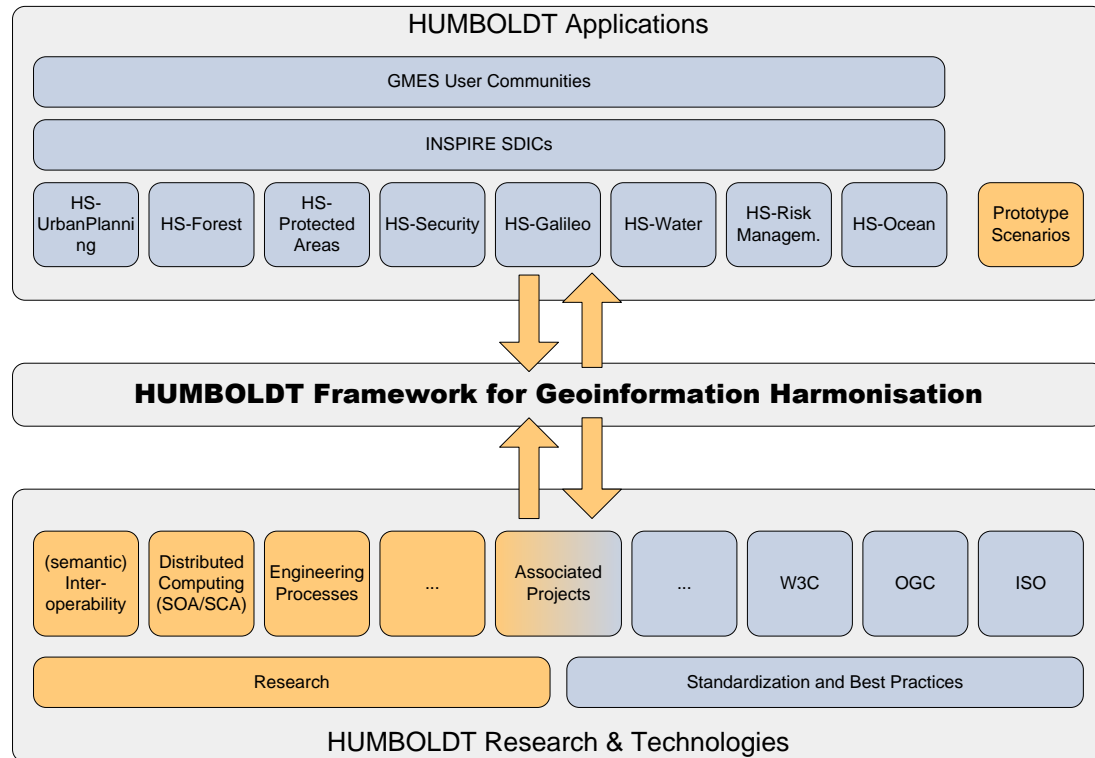 HUMBOLDT Applications
GMES User Communities
INSPIRE SDICs
HS-
UrbanPlanni
ng
HS-Forest
HS-
Protected
Areas
HS-Security
HS-Galileo
HS-Water
HS-Risk
Managem.
HS-Ocean
Prototype
Scenarios
HUMBOLDT Framework for Geoinformation Harmonisation
(semantic)
Inter-
operability
Distributed
Computing
(SOA/SCA)
Engineering
Processes
...
Associated
Projects
...
W3C
OGC
ISO
Research
Standardization and Best Practices
HUMBOLDT Research & Technologies